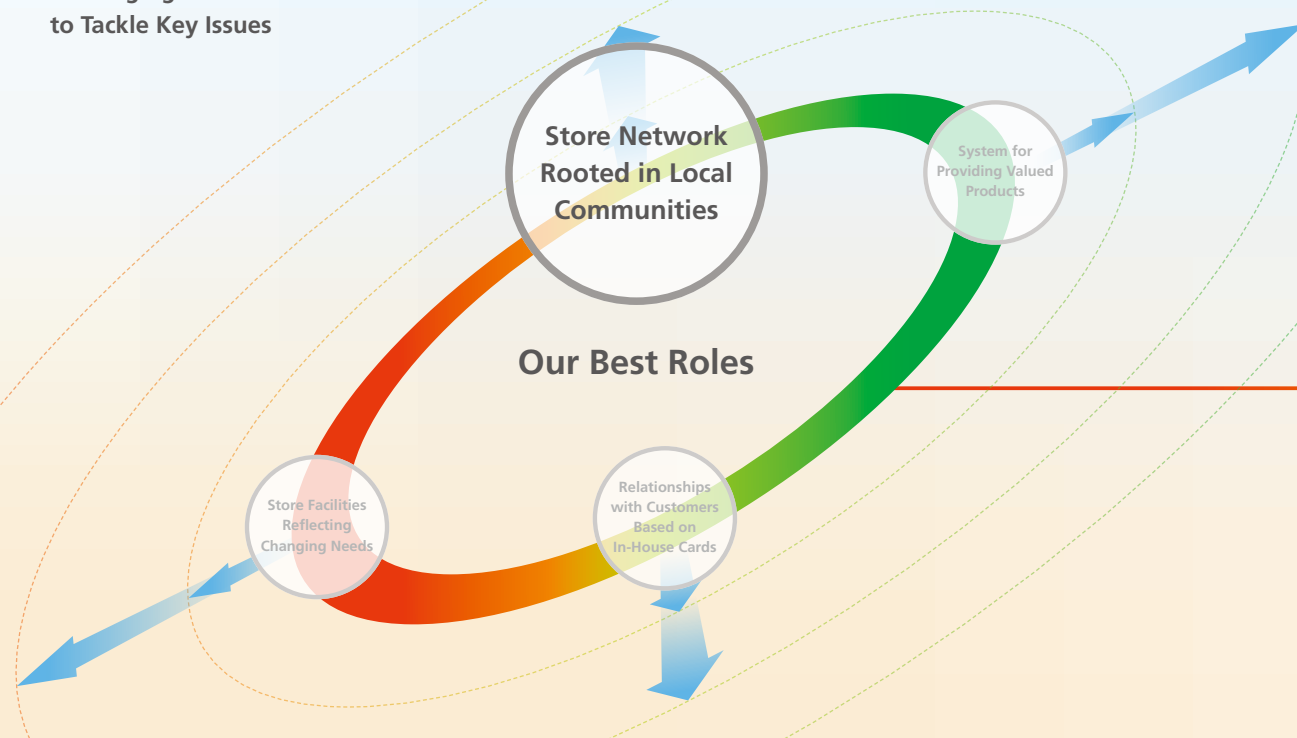 to Tackle Key Issues
Store Network
Rooted in Local
Communities
System for
Providing Valued
Products
Our Best Roles
Store Facilities
Reflecting
Changing Needs
Relationships
with Customers
Based on
In-House Cards